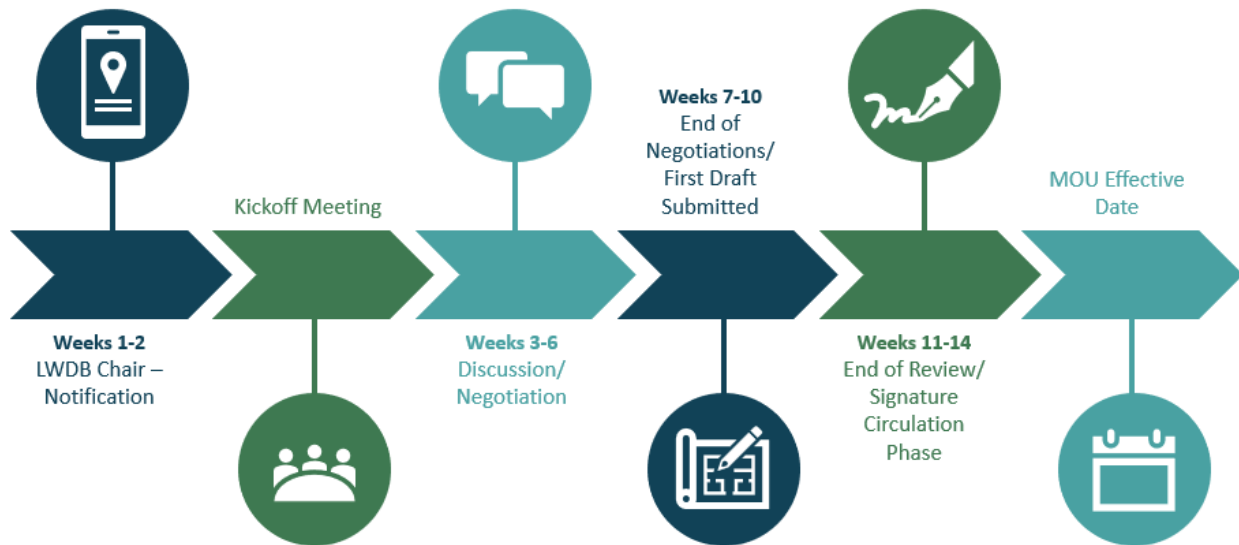 Weeks 1-2
LWDB Chair –
Notification
Kickoff Meeting
Weeks 3-6
Discussion/
Negotiation
Weeks 7-10
End of
Negotiations/
First Draft
Submitted
Weeks 11-14
End of Review/
Signature
Circulation
Phase
MOU Effective
Date